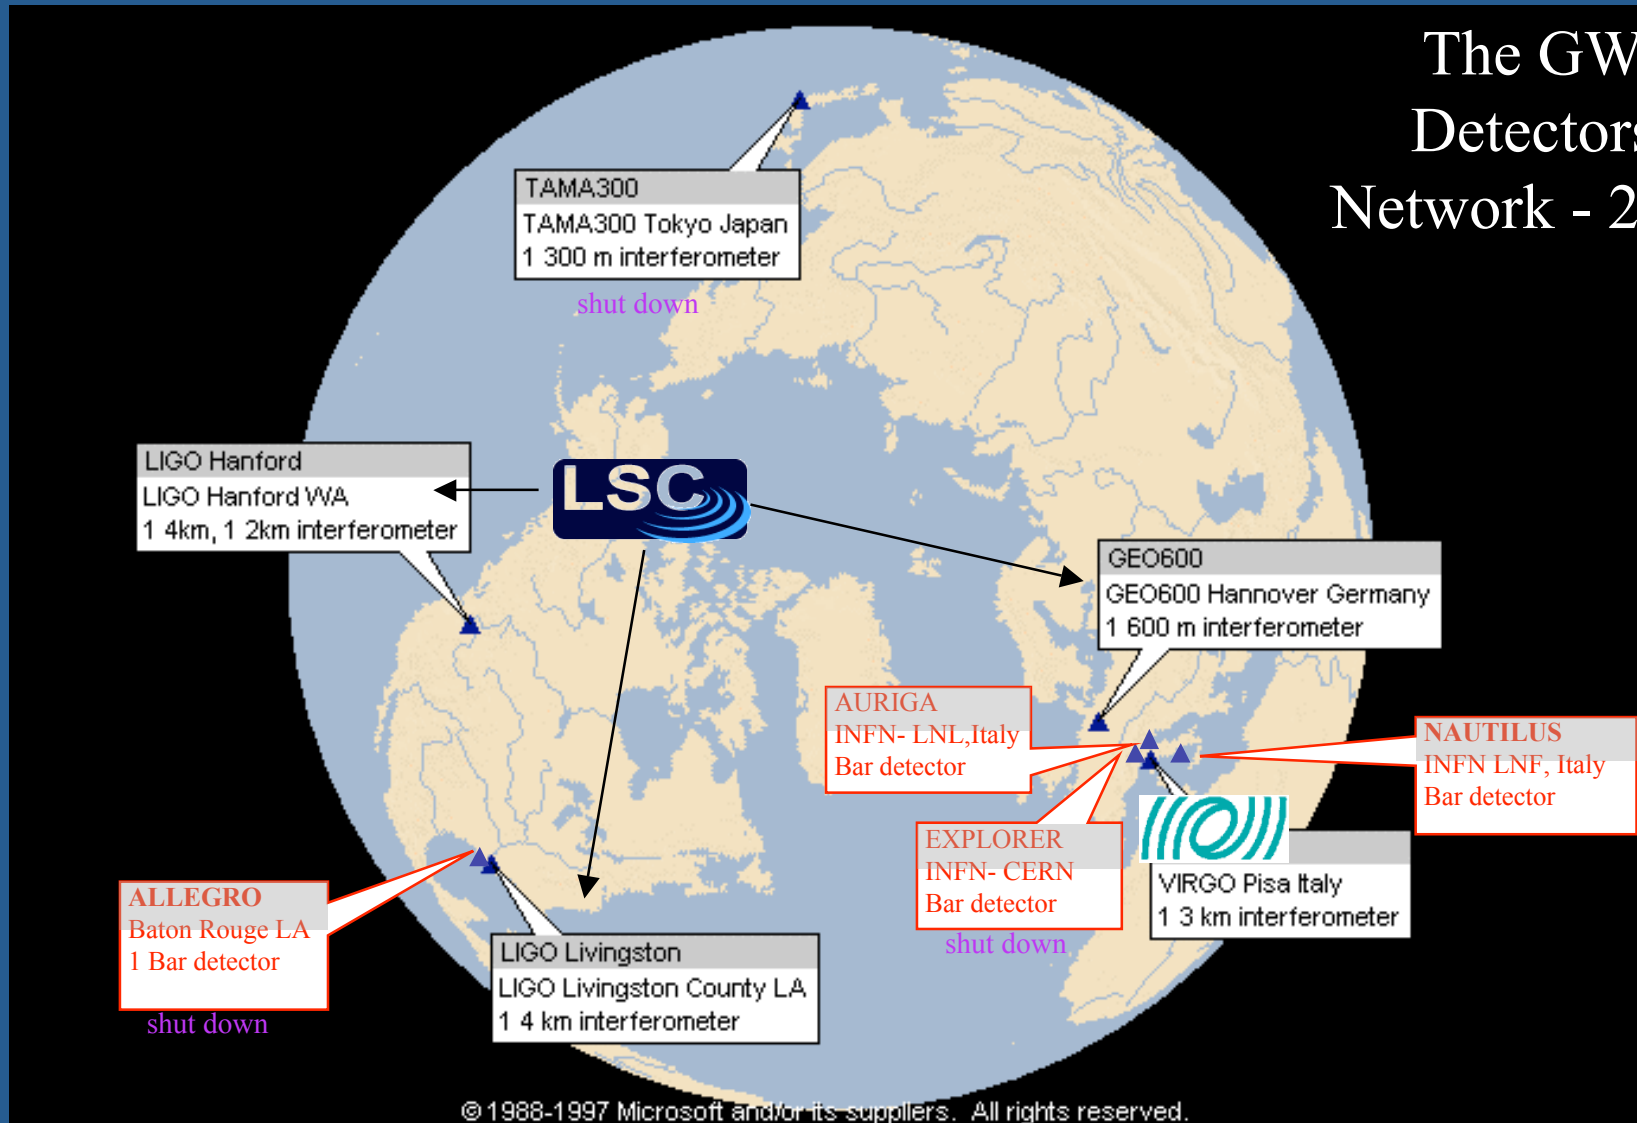 The GW
Detectors
Network - 2
TAMA300
TAMA300 Tokyo Japan
1 300 m interferometer
shut down
LIGO Hanford
LIGO Hanford WA
1 4km, 1 2km interferometer
LSC
GEO600
GEO600 Hannover Germany
1 600 m interferometer
AURIGA
INFN- LNL,Italy
Bar detector
NAUTILUS
INFN LNF, Italy
Bar detector
EXPLORER
INFN- CERN
Bar detector
shut down
VIRGO Pisa Italy
1 3 km interferometer
ALLEGRO
Baton Rouge LA
1 Bar detector
shut down
LIGO Livingston
LIGO Livingston County LA
1 4 km interferometer
© 1988-1997 Microsoft and/or its suppliers. All rights reserved.